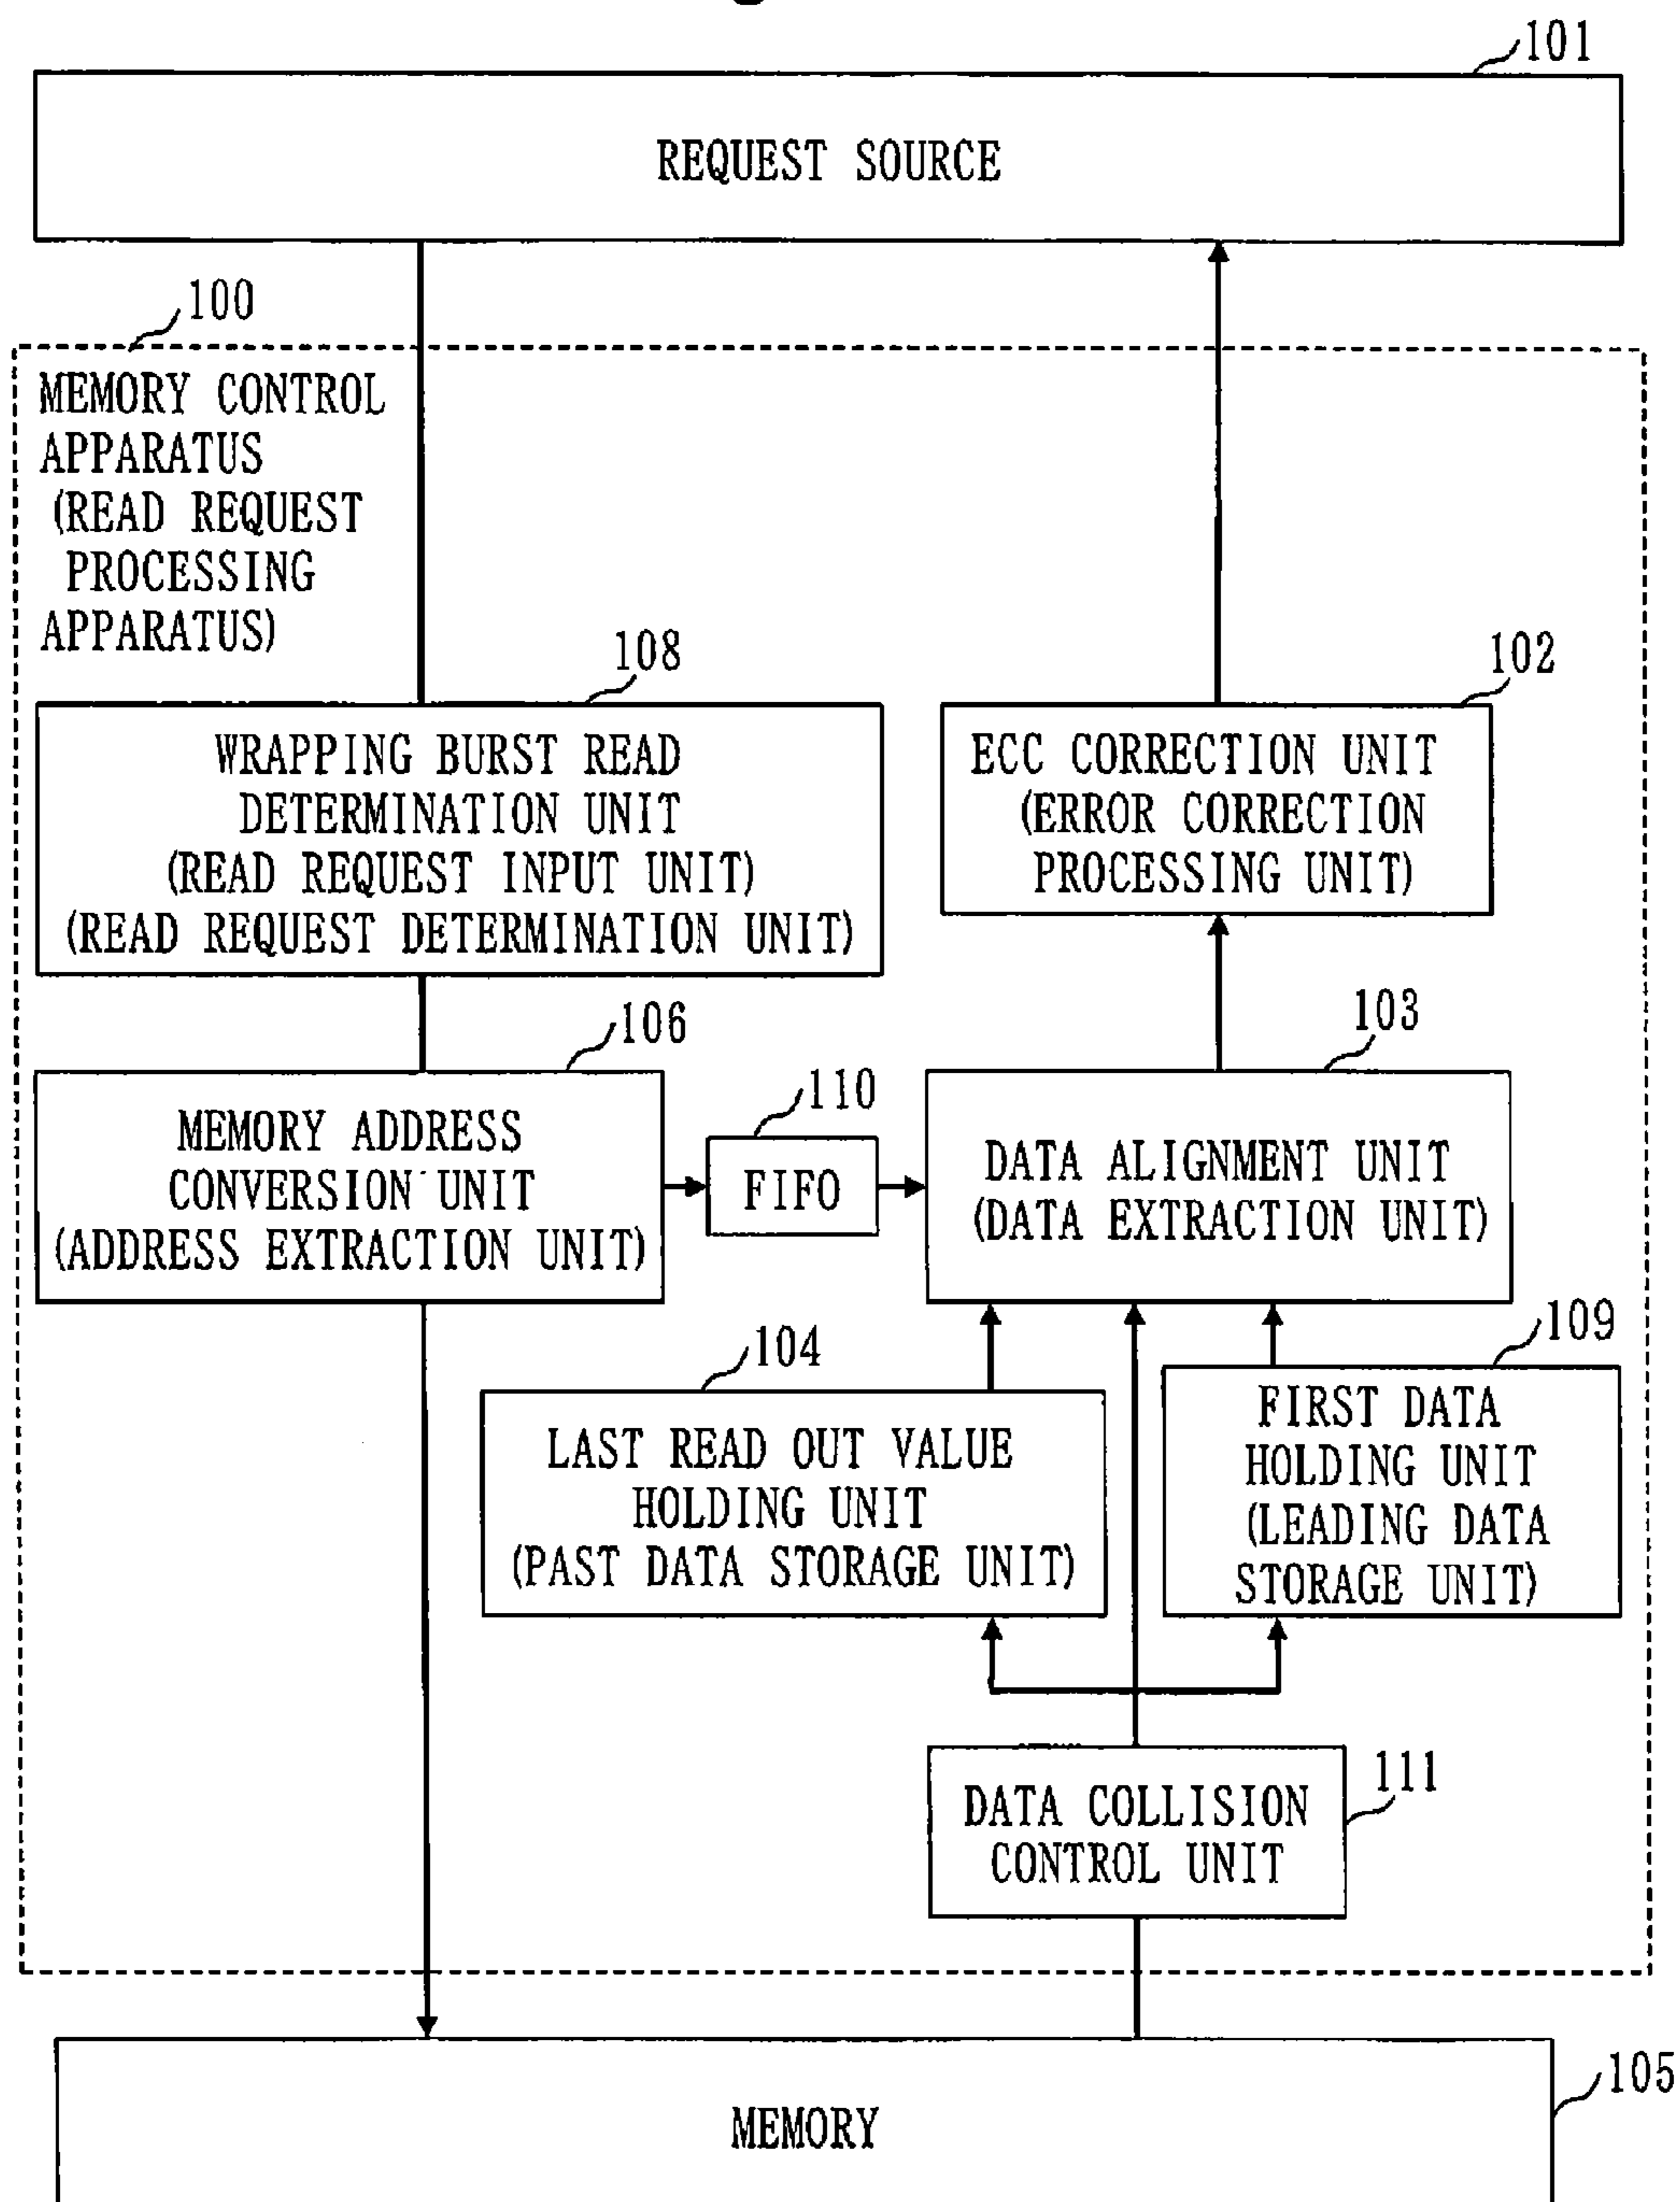 101
REQUEST SOURCE
100
MEMORY CONTROL
APPARATUS
(READ REQUEST
PROCESSING
APPARATUS)
108
WRAPPING BURST READ
DETERMINATION UNIT
(READ REQUEST INPUT UNIT)
(READ REQUEST DETERMINATION UNIT)
102
ECC CORRECTION UNIT
(ERROR CORRECTION
PROCESSING UNIT)
106
MEMORY ADDRESS
CONVERSION UNIT
(ADDRESS EXTRACTION UNIT)
110
FIFO
103
DATA ALIGNMENT UNIT
(DATA EXTRACTION UNIT)
104
LAST READ OUT VALUE
HOLDING UNIT
(PAST DATA STORAGE UNIT)
109
FIRST DATA
HOLDING UNIT
(LEADING DATA
STORAGE UNIT)
111
DATA COLLISION
CONTROL UNIT
105
MEMORY